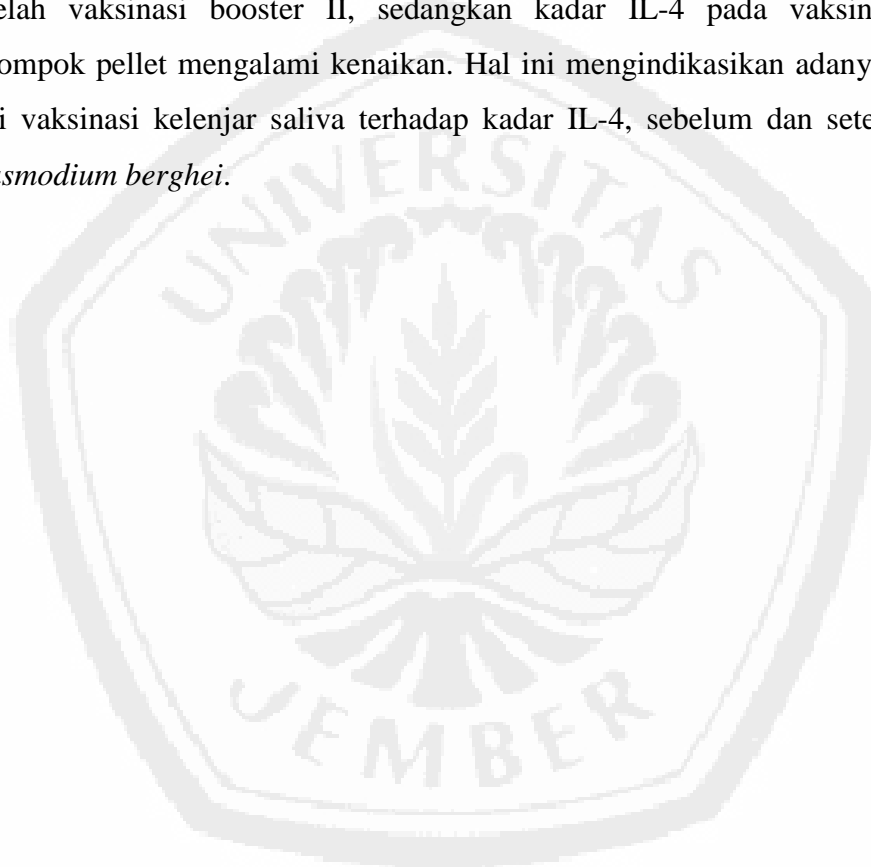 elah vaksinasi booster II, sedangkan kadar IL-4 pada vaksin
ompok pellet mengalami kenaikan. Hal ini mengindikasikan adany
i vaksinasi kelenjar saliva terhadap kadar IL-4, sebelum dan sete
smodium berghei.
UNIVERSITAS
JEMBER